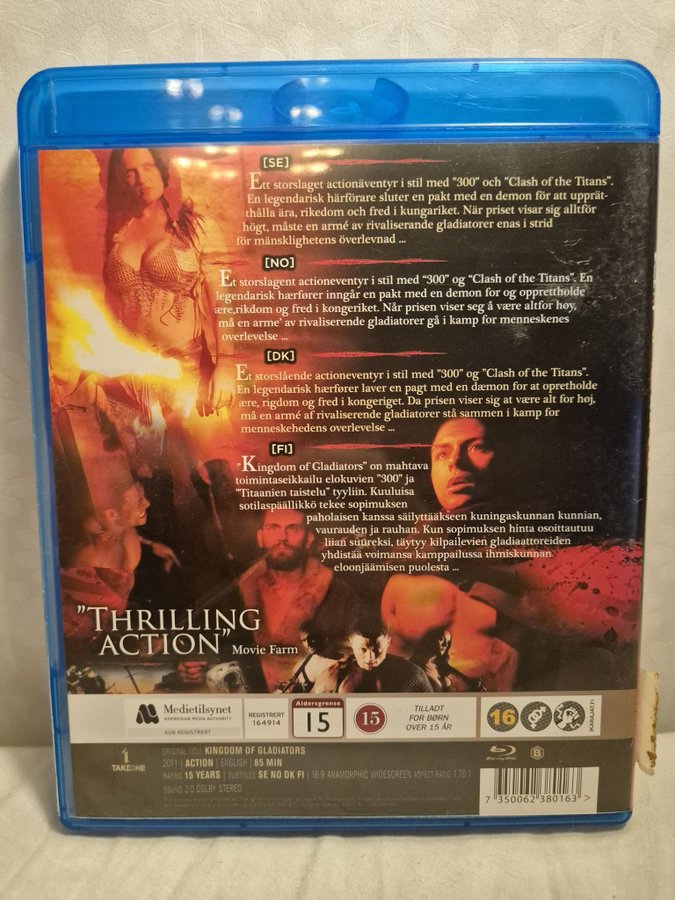 [SE]
Ett storslaget actionäventyr i stil med "300" och "Clash of the Titans".
En legendarisk härförare sluter en pakt med en demon för att upprät-
thålla ära, rikedom och fred i kungariket. När priset visar sig alltför
högt, måste en armé av rivaliserande gladiatorer enas i strid
för mänsklighetens överlevnad ...
[NO]
Et storslagent actioneventyr i stil med "300" og "Clash of the Titans". En
legendarisk hærfører inngår en pakt med en demon for og opprettholde
ære,rikdom og fred i kongeriket. Når prisen viser seg å være altfor høy,
må en arme' av rivaliserende gladiatorer gå i kamp for menneskenes
overlevelse ...
[DK]
Et storslående actioneventyr i stil med "300" og "Clash of the Titans".
En legendarisk hærfører laver en pagt med en dæmon for at opretholde
ære, rigdom og fred i kongeriget. Da prisen viser sig at være alt for høj,
må en armé af rivaliserende gladiatorer stå sammen i kamp for
menneskehedens overlevelse ...
[FI]
"Kingdom of Gladiators" on mahtava
toimintaseikkailu elokuvien "300" ja
"Titaanien taistelu" tyyliin. Kuuluisa
sotilaspäällikkö tekee sopimuksen
paholaisen kanssa säilyttääkseen kuningaskunnan kunnian,
vaurauden ja rauhan. Kun sopimuksen hinta osoittautuu
liian suureksi, täytyy kilpailevien gladiaattoreiden
yhdistää voimansa kamppailussa ihmiskunnan
eloonjäämisen puolesta ...
"THRILLING
ACTION" Movie Farm
Medietilsynet
NORWEGIAN MEDIA AUTHORITY
KUN REGISTRERT
REGISTRERT
164914
Aldersgrense
15
15
TILLADT
FOR BØRN
OVER 15 ÅR
16
IKARAJAT.FI
1
TAKEONE
ORIGINAL TITLE KINGDOM OF GLADIATORS
2011 | ACTION | ENGLISH | 85 MIN
RATING 15 YEARS | SUBTITLES SE NO DK FI | 16:9 ANAMORPHIC WIDESCREEN ASPECT RATIO 1.78:1
SOUND 2.0 DOLBY STEREO
Blu-ray Disc
B
7 350062 380163 >